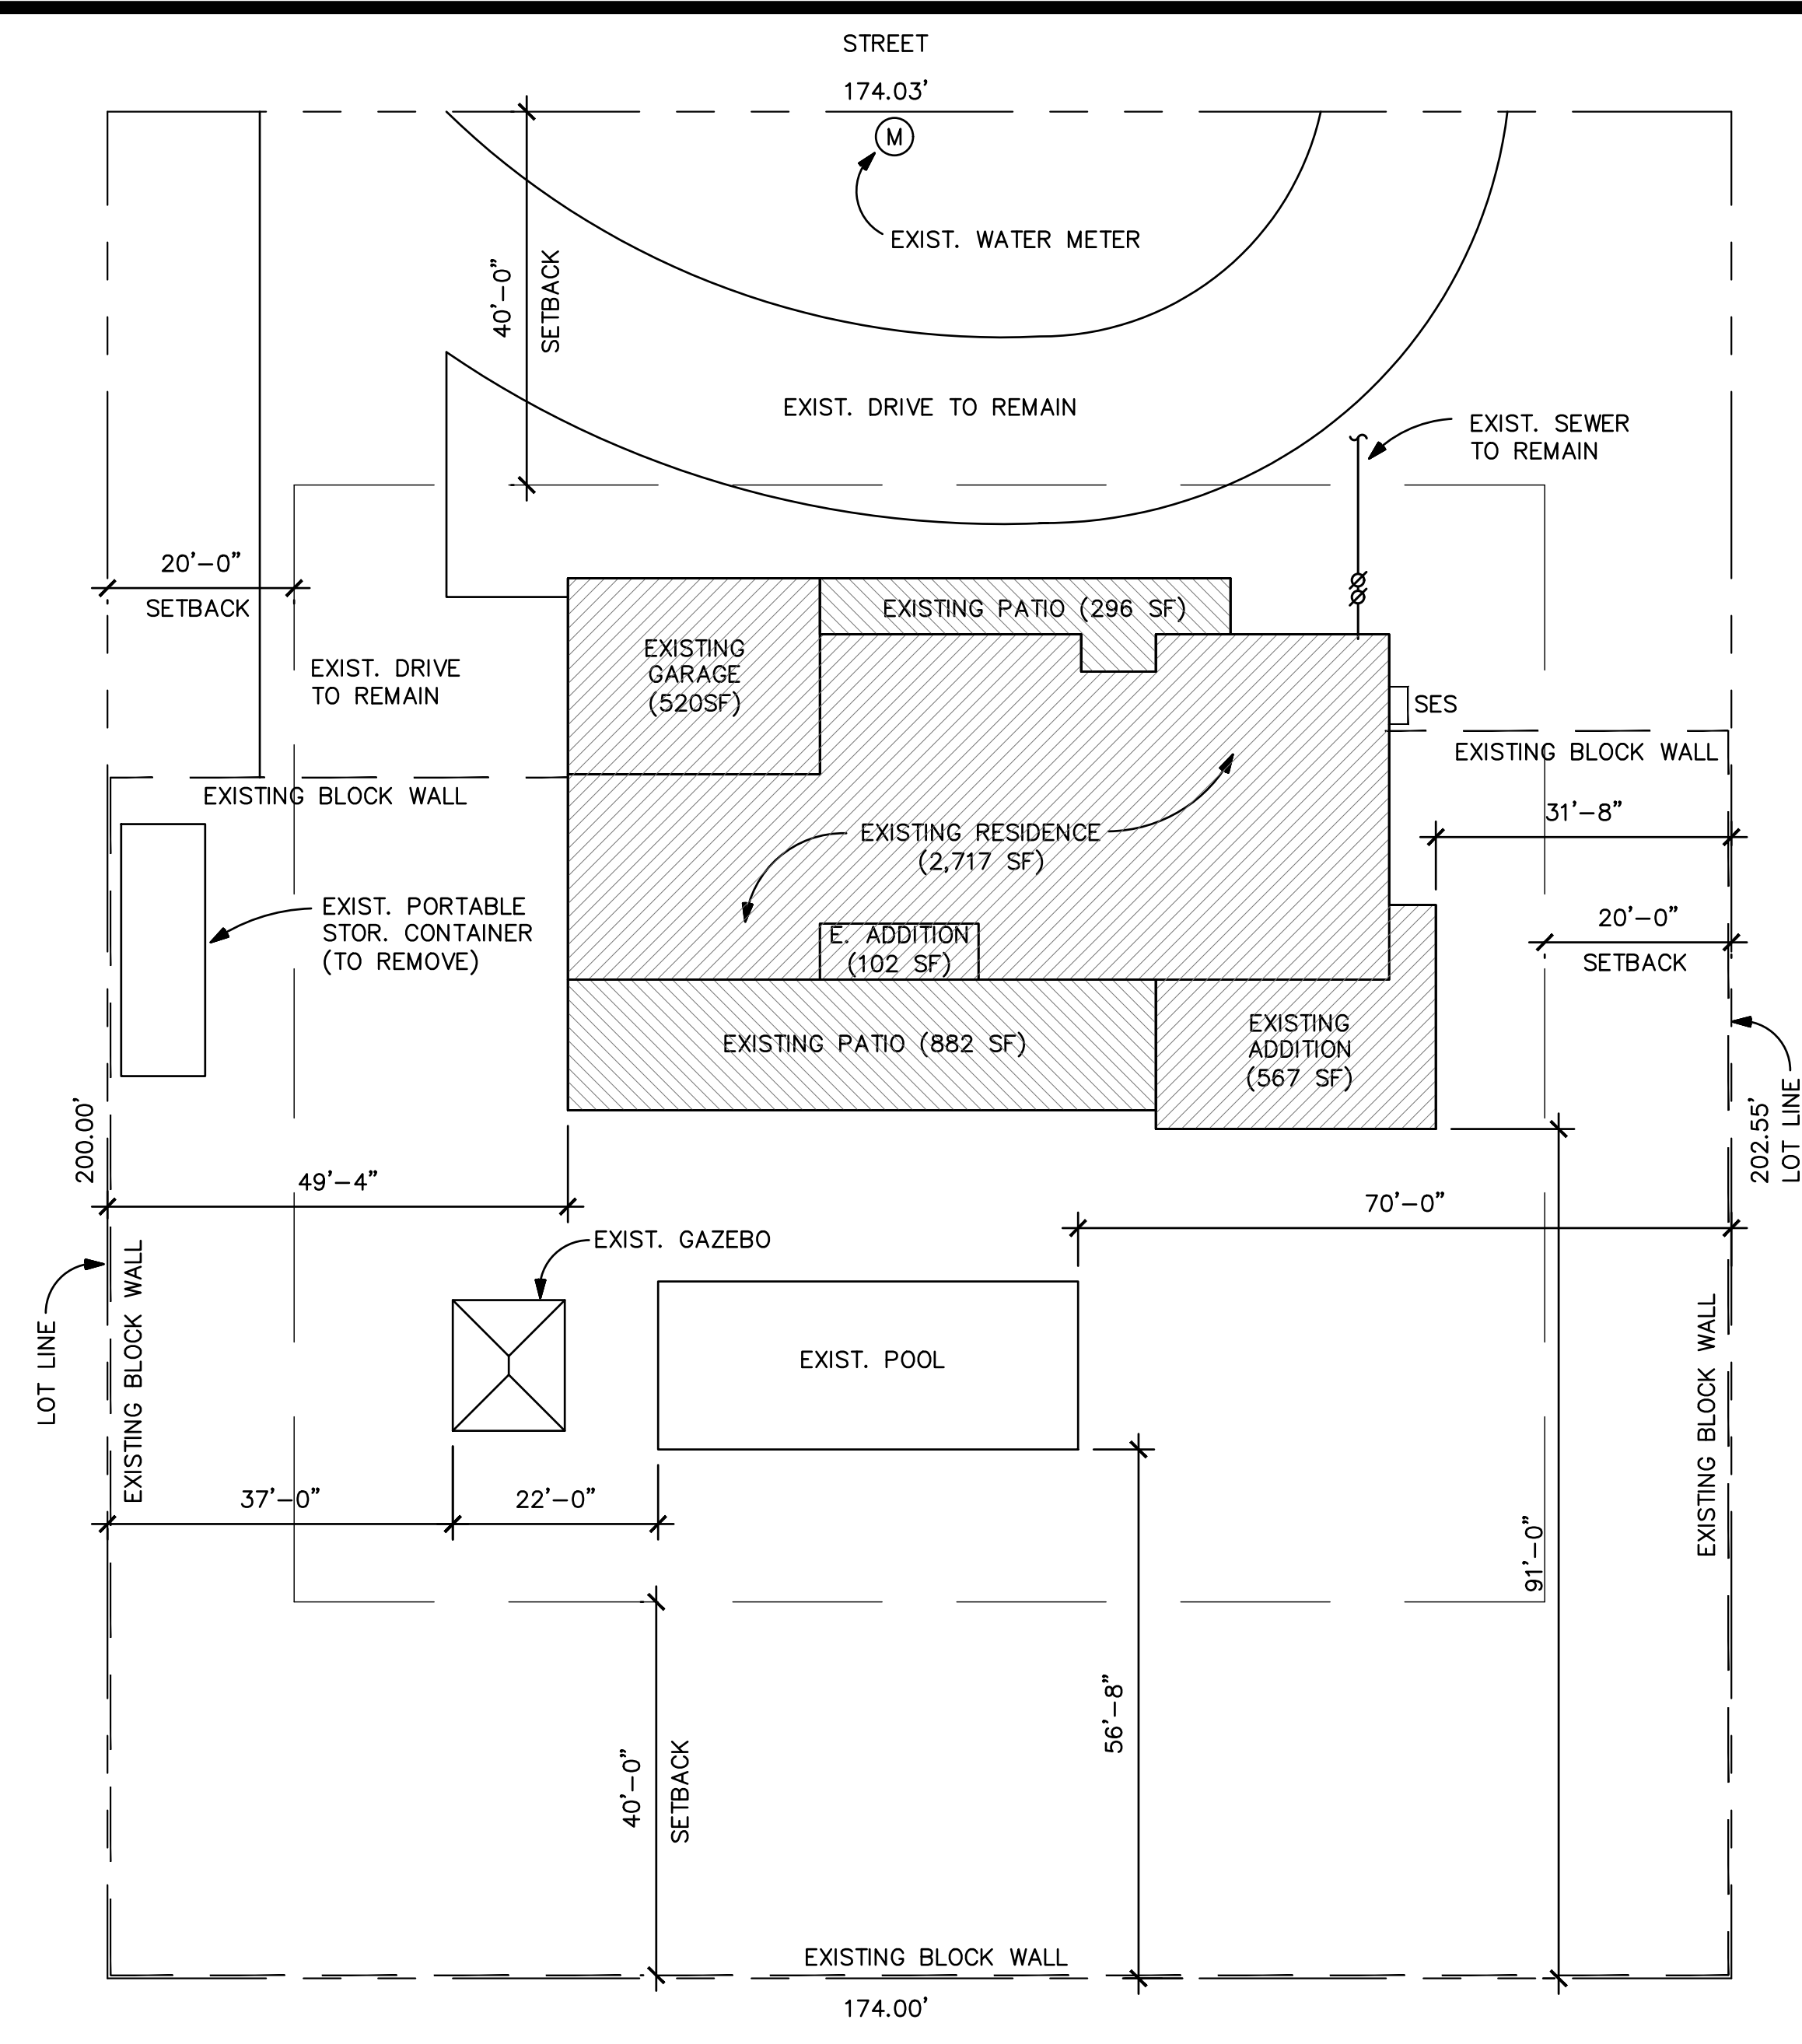 STREET
174.03'
M
EXIST. WATER METER
40'-0"
SETBACK
EXIST. DRIVE TO REMAIN
EXIST. SEWER
TO REMAIN
20'-0"
SETBACK
EXISTING PATIO (296 SF)
EXISTING
GARAGE
(520SF)
EXIST. DRIVE
TO REMAIN
SES
EXISTING BLOCK WALL
EXISTING BLOCK WALL
31'-8"
EXISTING RESIDENCE
(2,717 SF)
EXIST. PORTABLE
STOR. CONTAINER
(TO REMOVE)
E. ADDITION
(102 SF)
20'-0"
SETBACK
EXISTING PATIO (882 SF)
EXISTING
ADDITION
(567 SF)
200.00'
202.55'
LOT LINE
49'-4"
70'-0"
EXIST. GAZEBO
LOT LINE
EXISTING BLOCK WALL
EXIST. POOL
EXISTING BLOCK WALL
37'-0"
22'-0"
91'-0"
56'-8"
40'-0"
SETBACK
EXISTING BLOCK WALL
174.00'